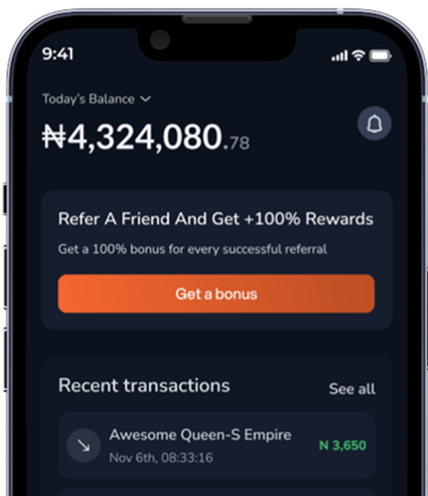 9:41
Today's Balance
₦4,324,080.78
Refer A Friend And Get +100% Rewards
Get a 100% bonus for every successful referral
Get a bonus
Recent transactions
See all
Awesome Queen-S Empire
N 3,650
Nov 6th, 08:33:16